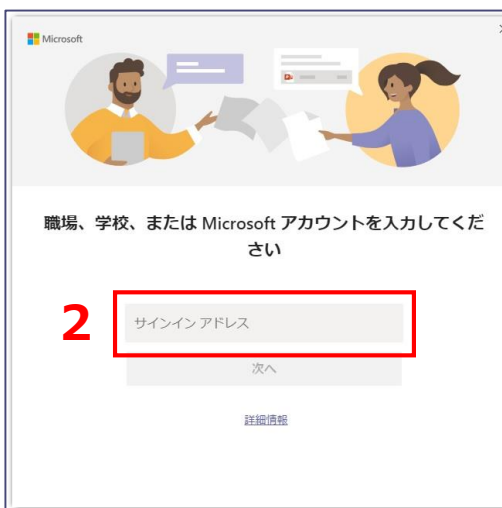 Microsoft
職場、学校、または Microsoft アカウントを入力してくだ
さい
2
サインイン アドレス
次へ
詳細情報